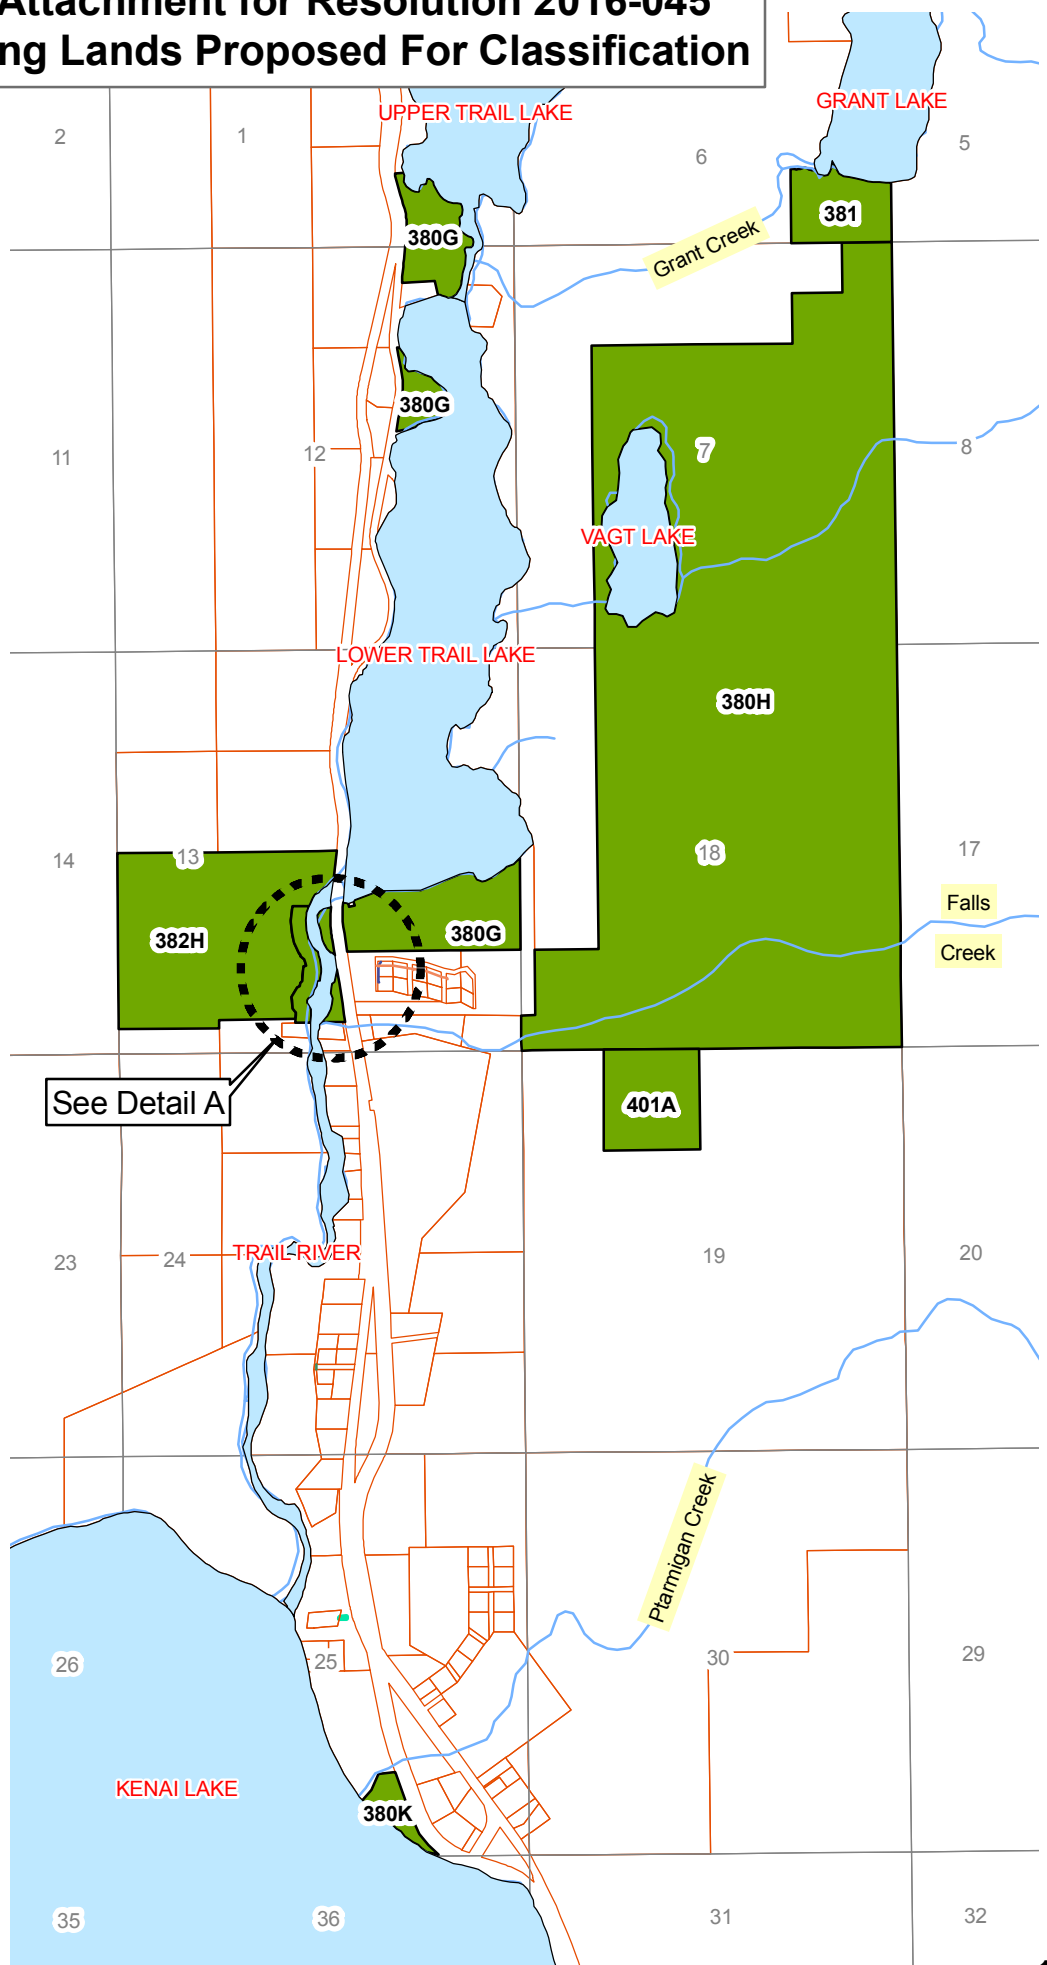 Attachment for Resolution 2016-045
ng Lands Proposed For Classification
UPPER TRAIL LAKE
GRANT LAKE
2
1
6
5
381
380G
Grant Creek
380G
11
12
7
8
VAGT LAKE
LOWER TRAIL LAKE
380H
14
13
18
17
Falls
Creek
382H
380G
See Detail A
401A
23
24
TRAIL RIVER
19
20
Ptarmigan Creek
26
25
30
29
KENAI LAKE
380K
35
36
31
32